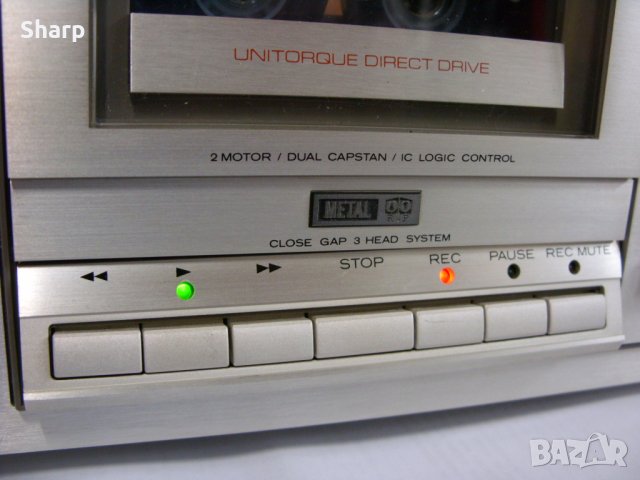 Sharp
UNITORQUE DIRECT DRIVE
2 MOTOR / DUAL CAPSTAN / IC LOGIC CONTROL
METAL
CLOSE GAP 3 HEAD SYSTEM
STOP REC PAUSE REC MUTE
BAZAR